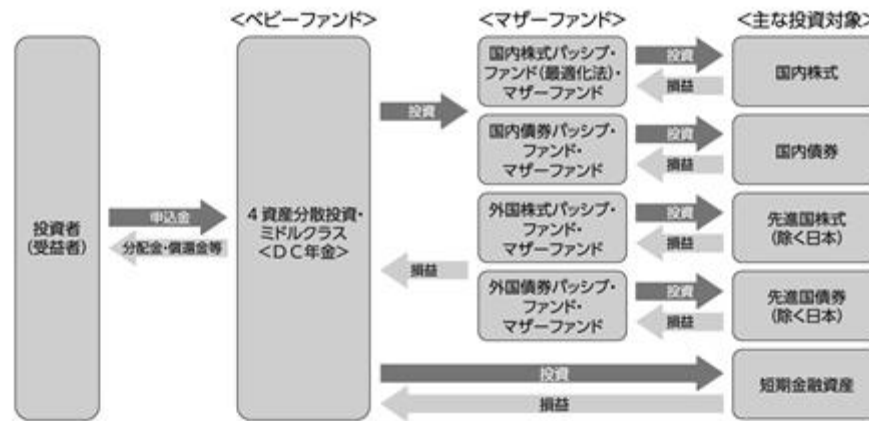 <ベビーファンド>
<マザーファンド>
<主な投資対象>
投資者
(受益者)
申込金
分配金・償還金等
4資産分散投資・
ミドルクラス
<DC年金>
投資
損益
国内株式パッシブ・
ファンド(最適化法)・
マザーファンド
投資
損益
国内株式
国内債券パッシブ・
ファンド・
マザーファンド
投資
損益
国内債券
外国株式パッシブ・
ファンド・
マザーファンド
投資
損益
先進国株式
(除く日本)
外国債券パッシブ・
ファンド・
マザーファンド
投資
損益
先進国債券
(除く日本)
投資
損益
短期金融資産